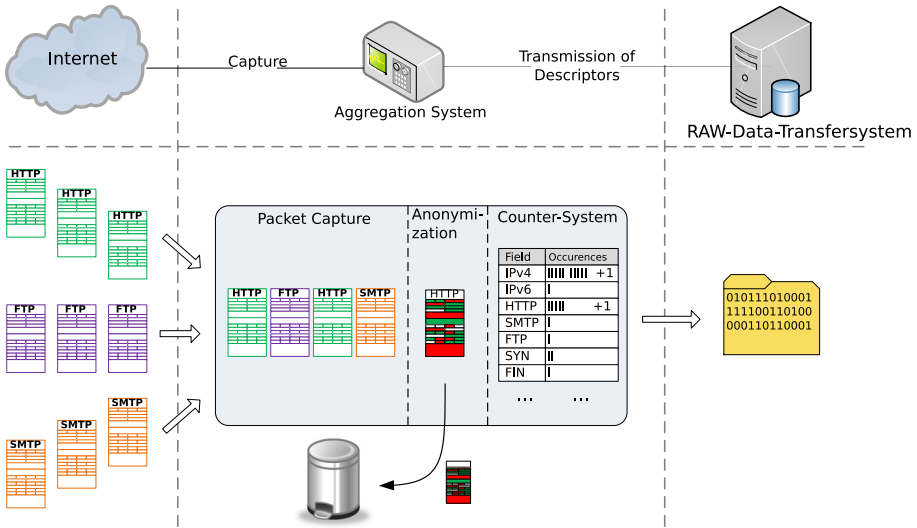 Internet
Capture
Aggregation System
Transmission of
Descriptors
RAW-Data-Transfersystem
HTTP
HTTP
HTTP
FTP
FTP
FTP
SMTP
SMTP
SMTP
Packet Capture
HTTP
FTP
HTTP
SMTP
Anonymi-
zation
HTTP
Counter-System
Field Occurences
IPv4 +1
IPv6
HTTP +1
SMTP
FTP
SYN
FIN
... ...
010111010001
111100110100
000110110001